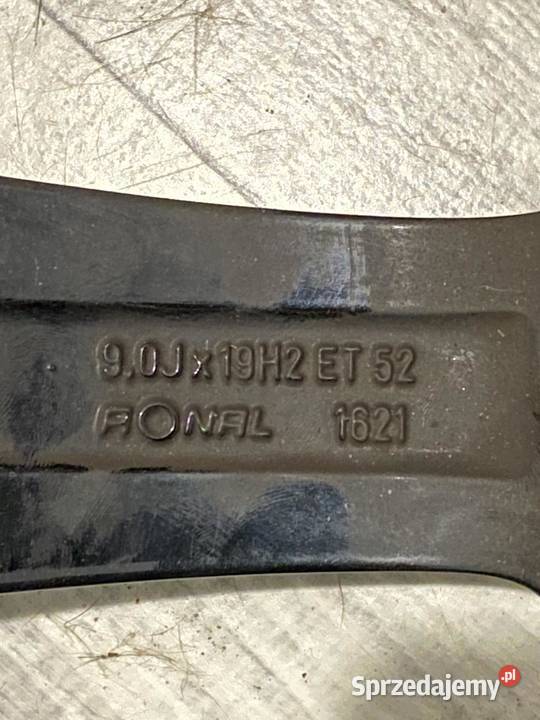 9,0Jx19H2 ET 52
RONAL 1621
Sprzedajemy.pl